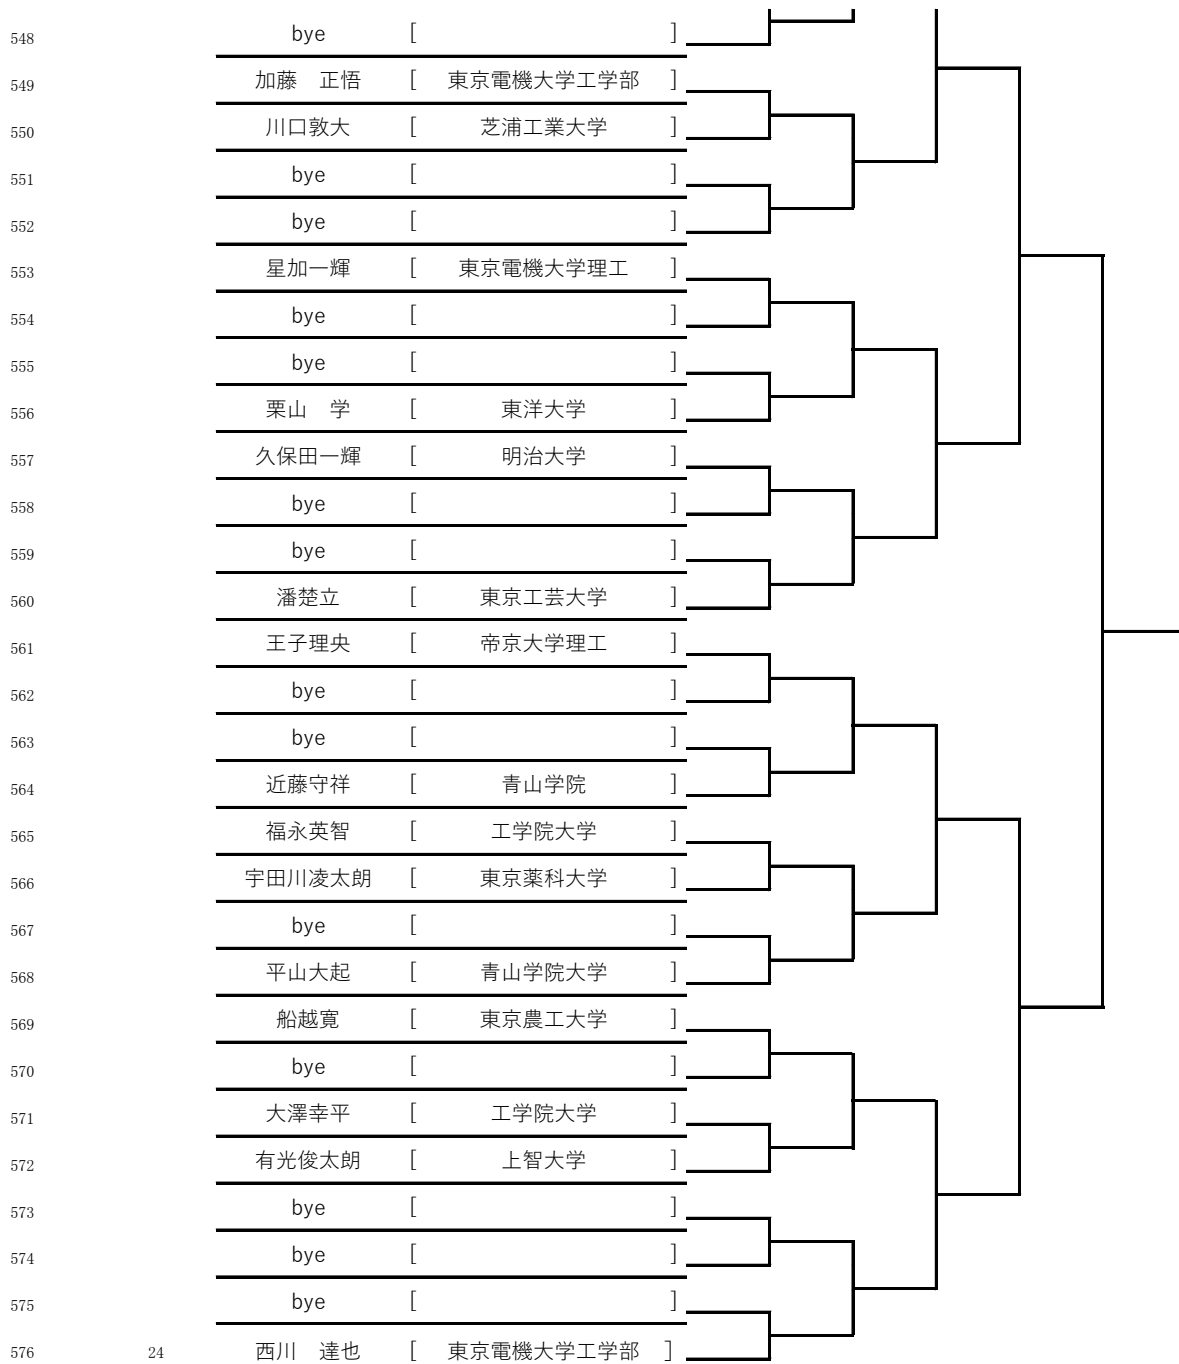 548 bye [ ]
549 加藤　正悟 [ 東京電機大学工学部 ]
550 川口敦大 [ 芝浦工業大学 ]
551 bye [ ]
552 bye [ ]
553 星加一輝 [ 東京電機大学理工 ]
554 bye [ ]
555 bye [ ]
556 栗山　学 [ 東洋大学 ]
557 久保田一輝 [ 明治大学 ]
558 bye [ ]
559 bye [ ]
560 潘楚立 [ 東京工芸大学 ]
561 王子理央 [ 帝京大学理工 ]
562 bye [ ]
563 bye [ ]
564 近藤守祥 [ 青山学院 ]
565 福永英智 [ 工学院大学 ]
566 宇田川凌太朗 [ 東京薬科大学 ]
567 bye [ ]
568 平山大起 [ 青山学院大学 ]
569 船越寛 [ 東京農工大学 ]
570 bye [ ]
571 大澤幸平 [ 工学院大学 ]
572 有光俊太朗 [ 上智大学 ]
573 bye [ ]
574 bye [ ]
575 bye [ ]
576 24 西川　達也 [ 東京電機大学工学部 ]